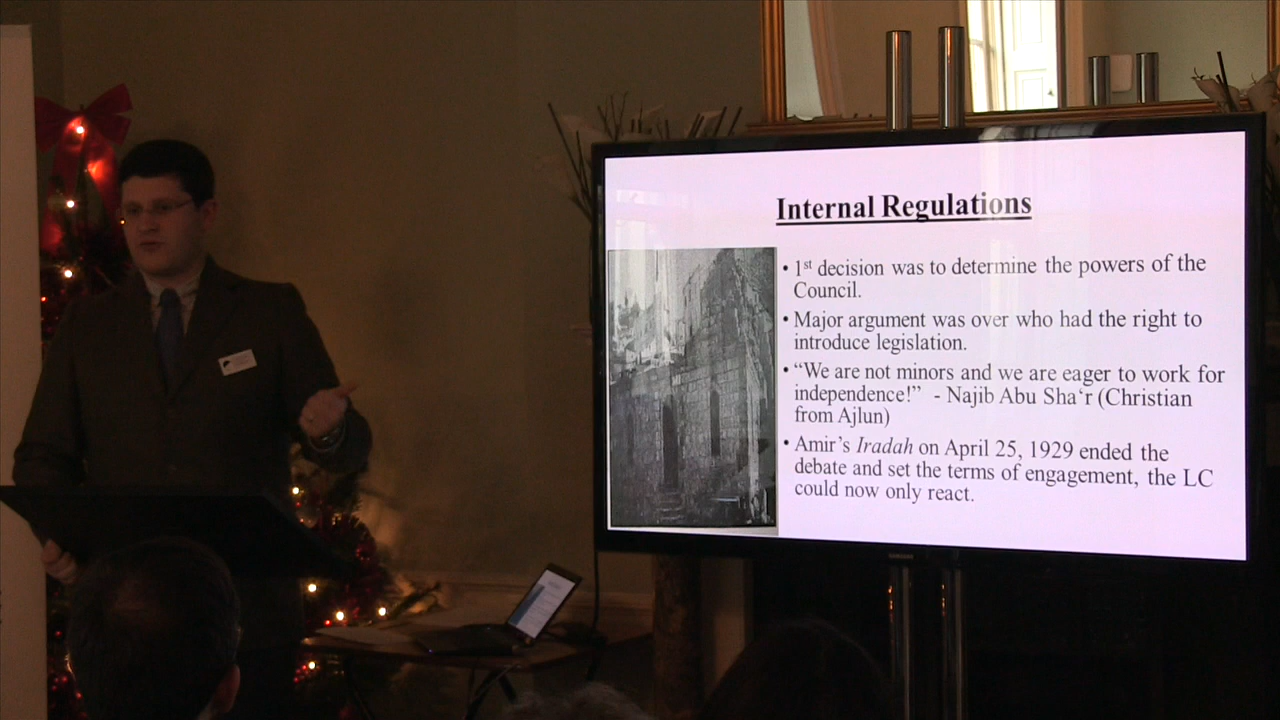 Internal Regulations
• 1st decision was to determine the powers of the
Council.
• Major argument was over who had the right to
introduce legislation.
• “We are not minors and we are eager to work for
independence!” - Najib Abu Sha‘r (Christian
from Ajlun)
• Amir’s Iradah on April 25, 1929 ended the
debate and set the terms of engagement, the LC
could now only react.
SAMSUNG